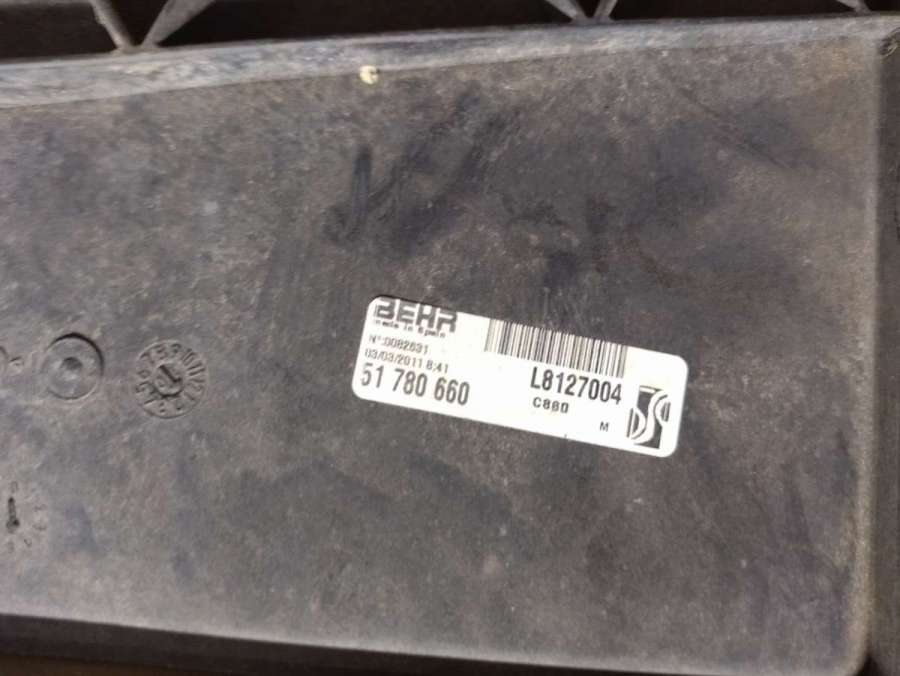 BEHR
made in Spain
N°:0082631
03/03/2011 8:41
51 780 660
L8127004
C880
M